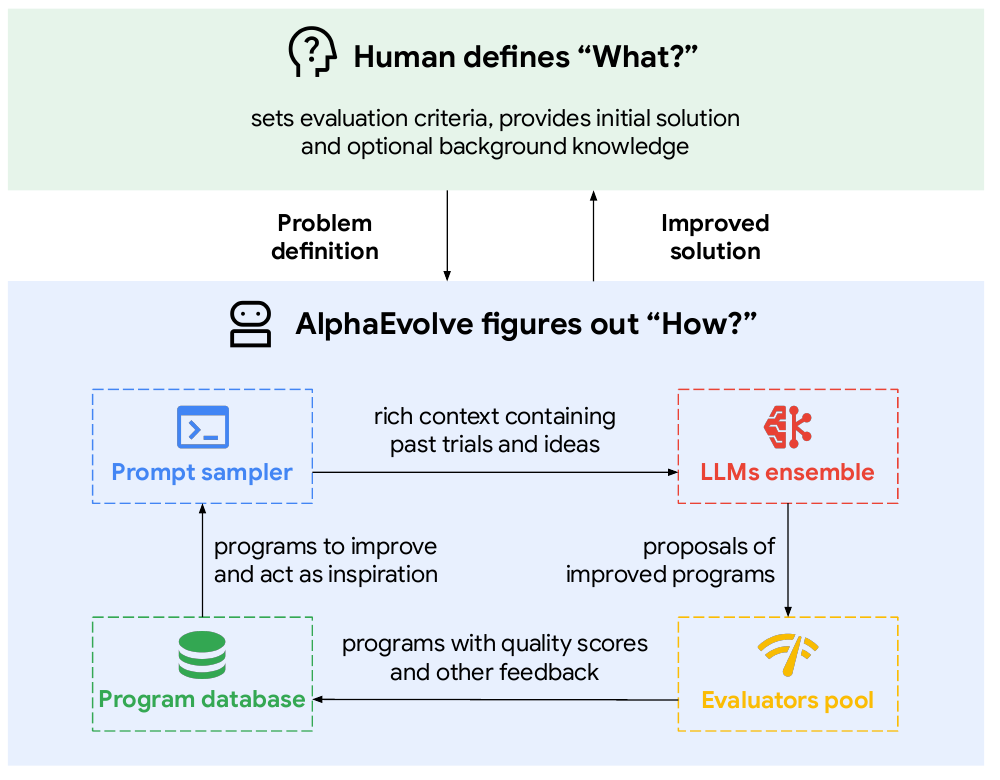 Human defines “What?”
sets evaluation criteria, provides initial solution
and optional background knowledge
Problem
definition
Improved
solution
AlphaEvolve figures out “How?”
Prompt sampler
rich context containing
past trials and ideas
LLMs ensemble
programs to improve
and act as inspiration
proposals of
improved programs
Program database
programs with quality scores
and other feedback
Evaluators pool